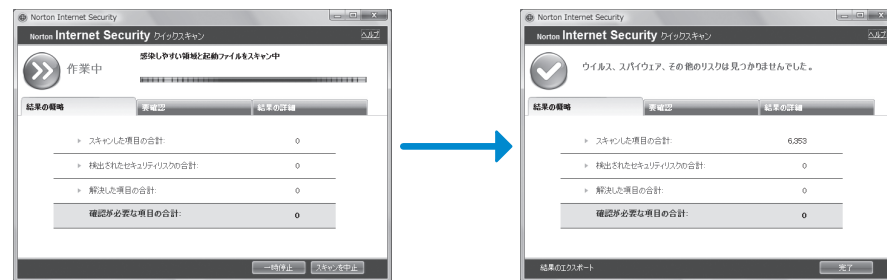 Norton Internet Security
Norton Internet Security クイックスキャン
ヘルプ
作業中
感染しやすい領域と起動ファイルをスキャン中
結果の概略
要確認
結果の詳細
スキャンした項目の合計: 0
検出されたセキュリティリスクの合計: 0
解決した項目の合計: 0
確認が必要な項目の合計: 0
一時停止
スキャンを中止
Norton Internet Security
Norton Internet Security クイックスキャン
ヘルプ
ウイルス、スパイウェア、その他のリスクは見つかりませんでした。
結果の概略
要確認
結果の詳細
スキャンした項目の合計: 6,353
検出されたセキュリティリスクの合計: 0
解決した項目の合計: 0
確認が必要な項目の合計: 0
結果のエクスポート
完了